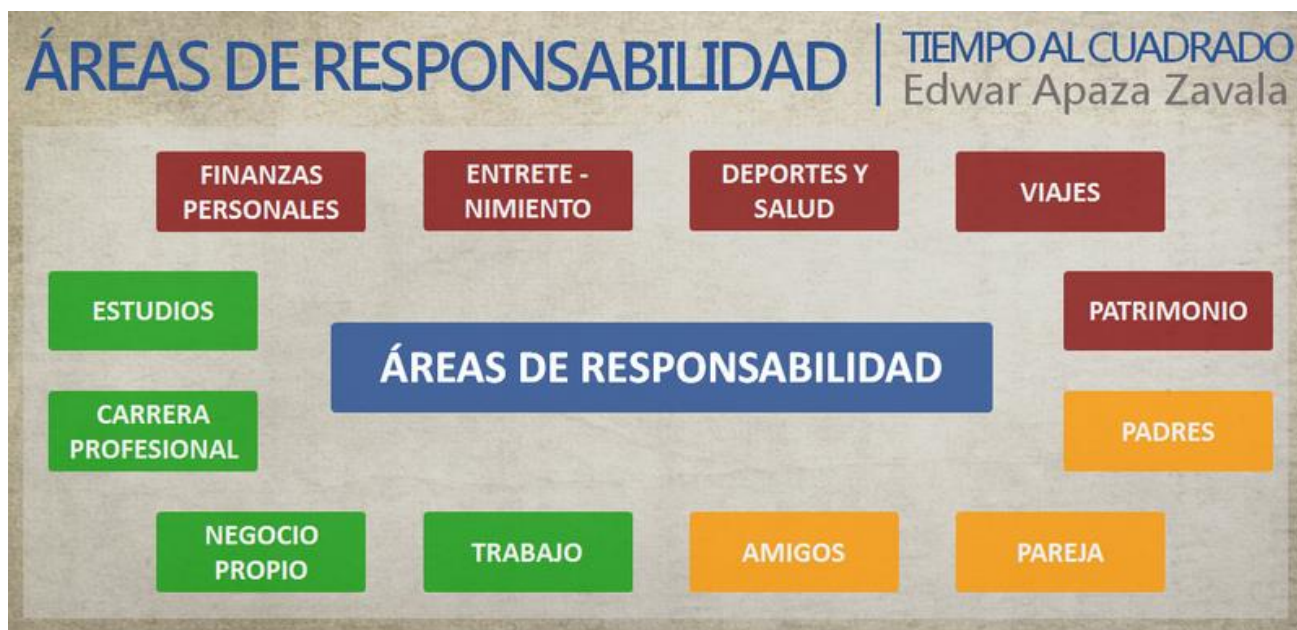 ÁREAS DE RESPONSABILIDAD
TIEMPO AL CUADRADO
Edwar Apaza Zavala
FINANZAS
PERSONALES
ENTRETE -
NIMIENTO
DEPORTES Y
SALUD
VIAJES
ESTUDIOS
PATRIMONIO
ÁREAS DE RESPONSABILIDAD
CARRERA
PROFESIONAL
PADRES
NEGOCIO
PROPIO
TRABAJO
AMIGOS
PAREJA